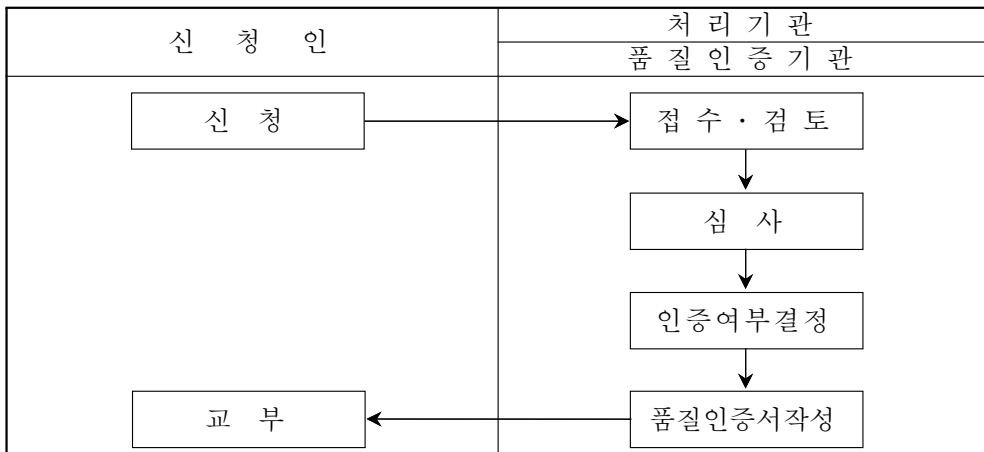 신 청 인
처 리 기 관
품 질 인 증 기 관
신 청
접 수 · 검 토
심 사
인증여부결정
교 부
품질인증서작성